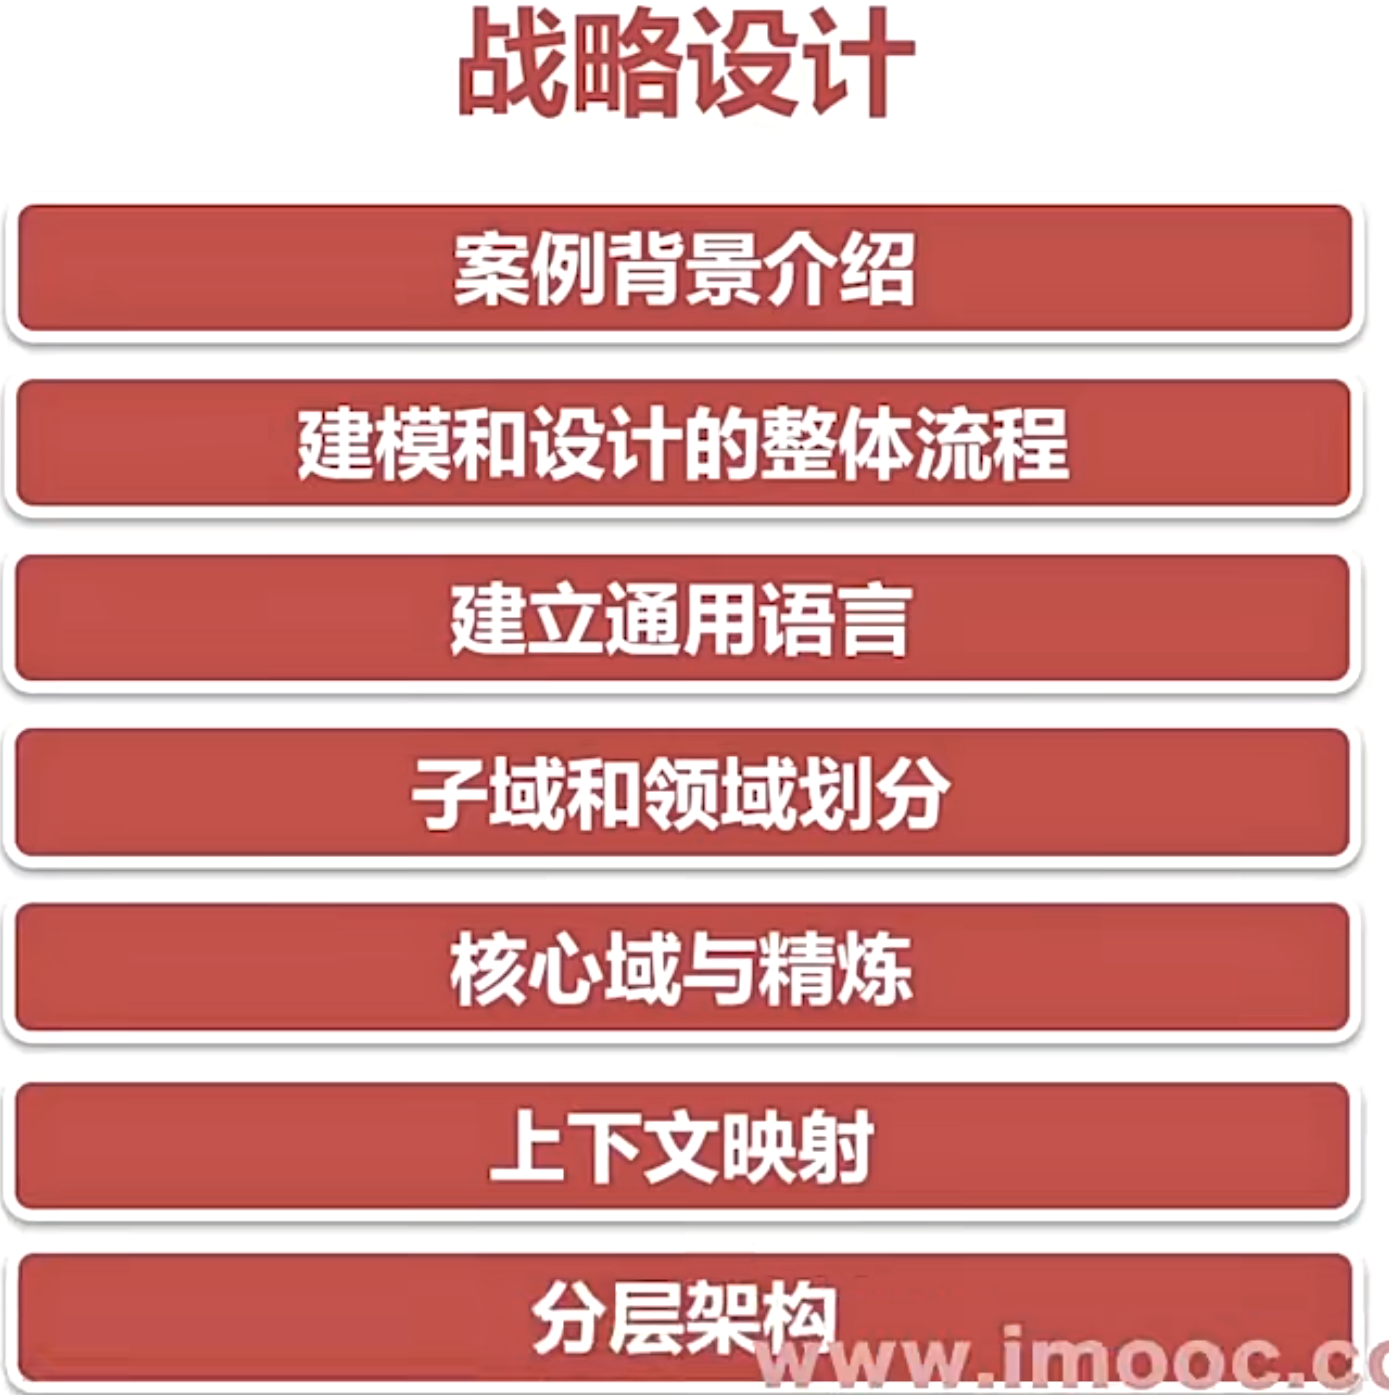 战略设计
案例背景介绍
建模和设计的整体流程
建立通用语言
子域和领域划分
核心域与精炼
上下文映射
分层架构
www.imooc.co